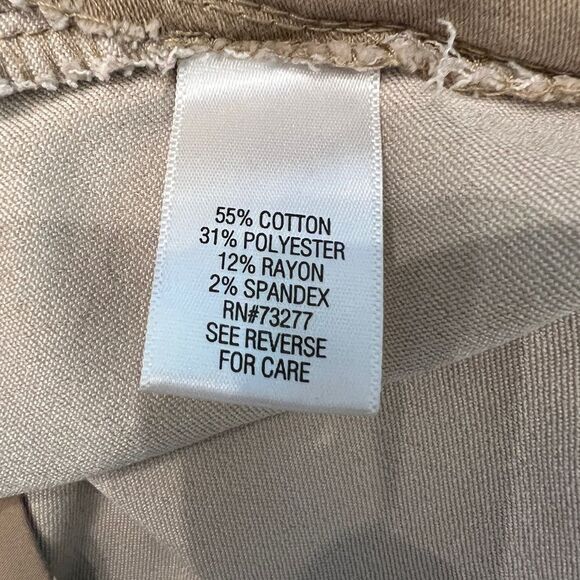 55% COTTON
31% POLYESTER
12% RAYON
2% SPANDEX
RN#73277
SEE REVERSE
FOR CARE